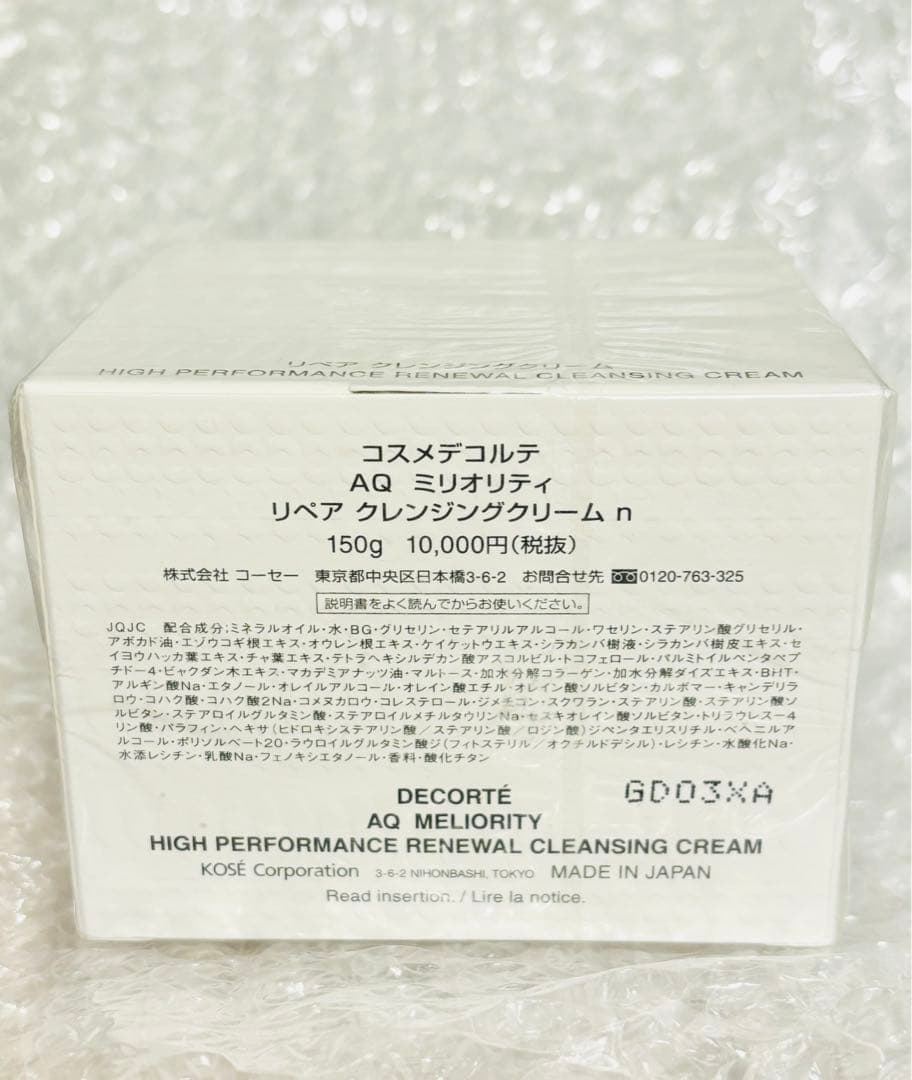 リペア クレンジングクリーム
HIGH PERFORMANCE RENEWAL CLEANSING CREAM
コスメデコルテ
AQ ミリオリティ
リペア クレンジングクリーム n
150g 10,000円(税抜)
株式会社 コーセー 東京都中央区日本橋3-6-2 お問合せ先 0120-763-325
説明書をよく読んでからお使いください。
JQJC 配合成分;ミネラルオイル・水・BG・グリセリン・セテアリルアルコール・ワセリン・ステアリン酸グリセリル・
アボカド油・エゾウコギ根エキス・オウレン根エキス・ケイケットウエキス・シラカンバ樹液・シラカンバ樹皮エキス・セ
イヨウハッカ葉エキス・チャ葉エキス・テトラヘキシルデカン酸アスコルビル・トコフェロール・パルミトイルペンタペプ
チド-4・ビャクダン木エキス・マカデミアナッツ油・マルトース・加水分解コラーゲン・加水分解ダイズエキス・BHT・
アルギン酸Na・エタノール・オレイルアルコール・オレイン酸エチル・オレイン酸ソルビタン・カルボマー・キャンデリラ
ロウ・コハク酸・コハク酸2Na・コメヌカロウ・コレステロール・ジメチコン・スクワラン・ステアリン酸・ステアリン酸ソ
ルビタン・ステアロイルグルタミン酸・ステアロイルメチルタウリンNa・セスキオレイン酸ソルビタン・トリラウレス-4
リン酸・パラフィン・ヘキサ(ヒドロキシステアリン酸/ステアリン酸/ロジン酸)ジペンタエリスリチル・ベヘニルア
ルコール・ポリソルベート20・ラウロイルグルタミン酸ジ(フィトステリル/オクチルドデシル)・レシチン・水酸化Na・
水添レシチン・乳酸Na・フェノキシエタノール・香料・酸化チタン
GD03XA
DECORTÉ
AQ MELIORITY
HIGH PERFORMANCE RENEWAL CLEANSING CREAM
KOSÉ Corporation 3-6-2 NIHONBASHI, TOKYO MADE IN JAPAN
Read insertion. / Lire la notice.